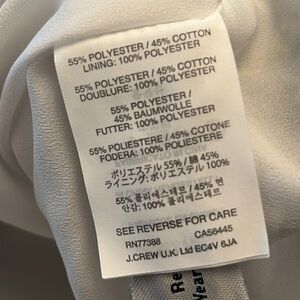 55% POLYESTER / 45% COTTON
LINING: 100% POLYESTER
55% POLYESTER / 45% COTON
DOUBLURE: 100% POLYESTER
55% POLYESTER /
45% BAUMWOLLE
FUTTER: 100% POLYESTER
55% POLIESTERE / 45% COTONE
FODERA: 100% POLIESTERE
ポリエステル 55% / 綿 45%
ライニング: ポリエステル 100%
55% 폴리에스테르 / 45% 면
안감: 100% 폴리에스테르
SEE REVERSE FOR CARE
RN77388 CA56445
J.CREW U.K. Ltd EC4V 6JA
Re
Wear